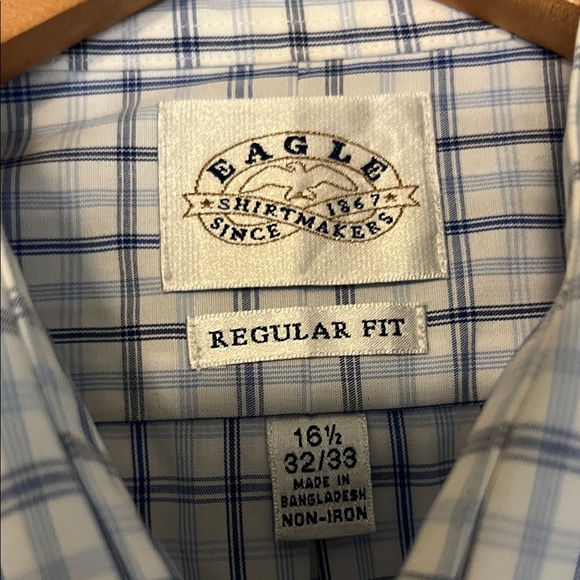 EAGLE
SHIRTMAKERS
SINCE 1867
REGULAR FIT
16½
32/33
MADE IN
BANGLADESH
NON-IRON